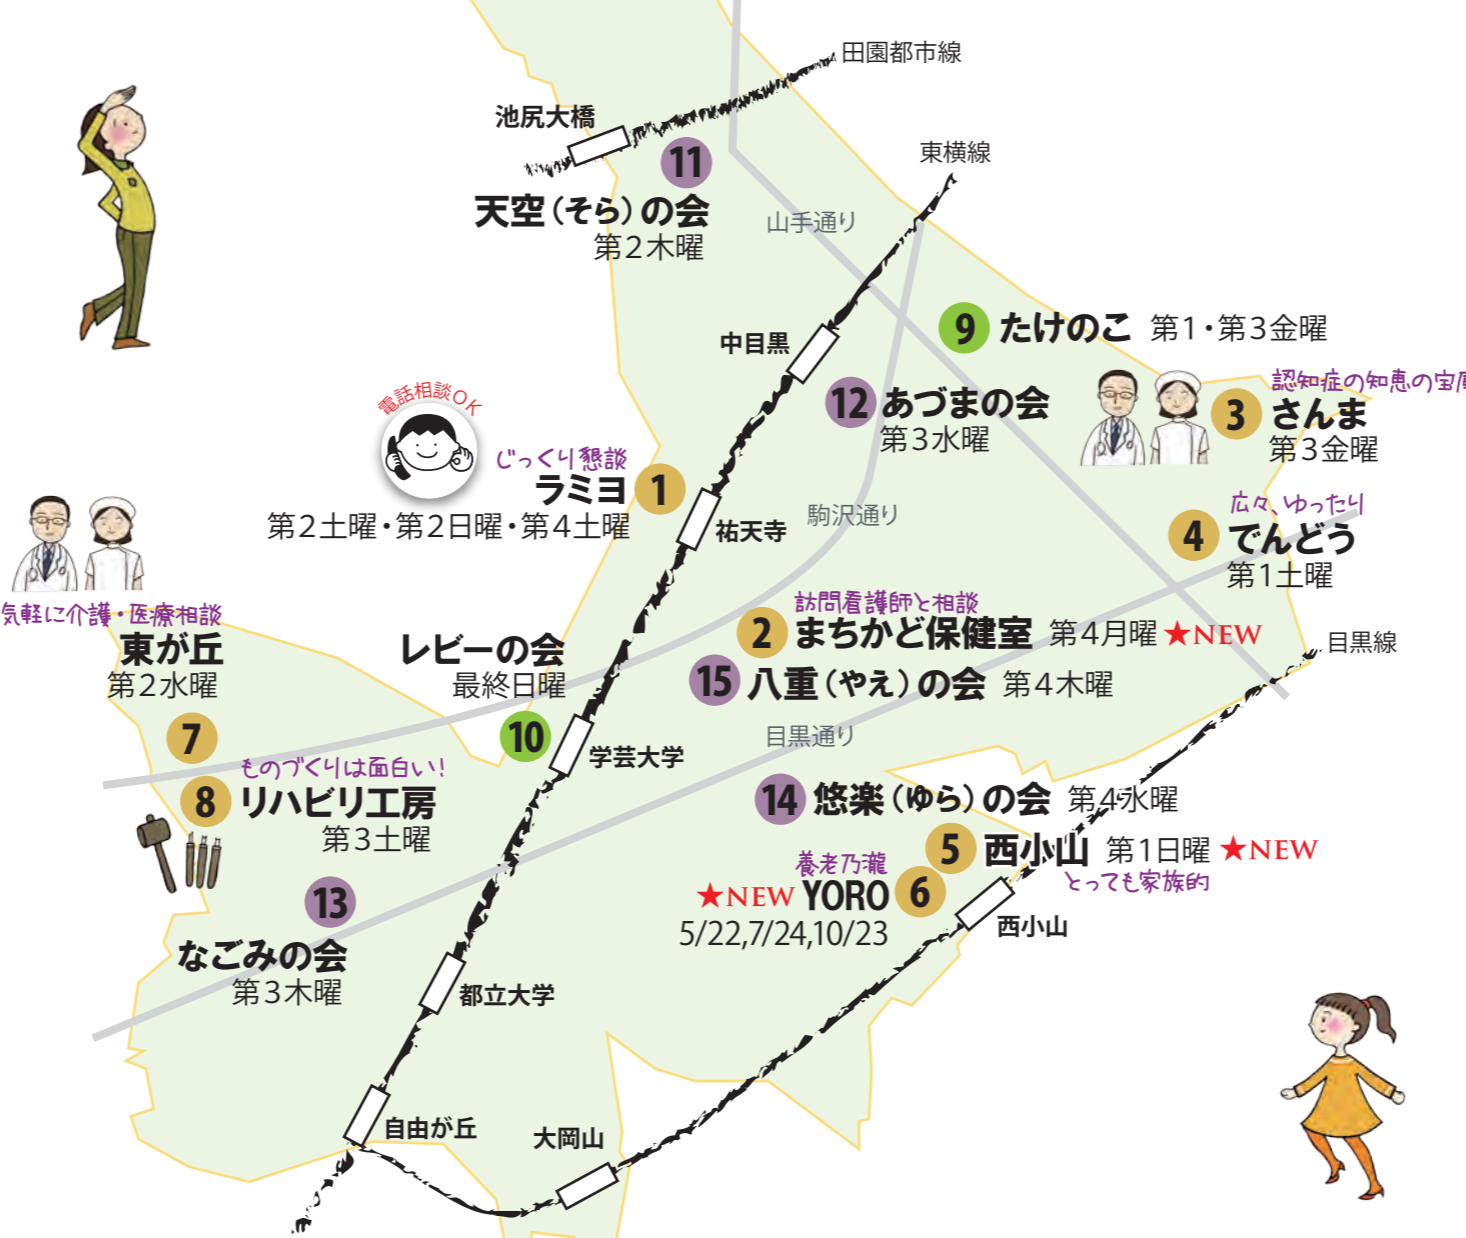 田園都市線
池尻大橋
11
天空（そら）の会
第2木曜
東横線
山手通り
中目黒
9 たけのこ 第1・第3金曜
認知症の知恵の宝
3 さんま
第3金曜
12 あづまの会
第3水曜
電話相談OK
じっくり懇談
ラミヨ 1
第2土曜・第2日曜・第4土曜
祐天寺
駒沢通り
広々、ゆったり
4 でんどう
第1土曜
気軽に介護・医療相談
東が丘
第2水曜
7
レビーの会
最終日曜
10
学芸大学
訪問看護師と相談
2 まちかど保健室 第4月曜 ★NEW
15 八重（やえ）の会 第4木曜
目黒線
目黒通り
ものづくりは面白い！
8 リハビリ工房
第3土曜
14 悠楽（ゆら）の会 第4水曜
5 西小山 第1日曜 ★NEW
とっても家族的
養老乃瀧
★NEW YORO 6
5/22,7/24,10/23
西小山
13
なごみの会
第3木曜
都立大学
自由が丘
大岡山